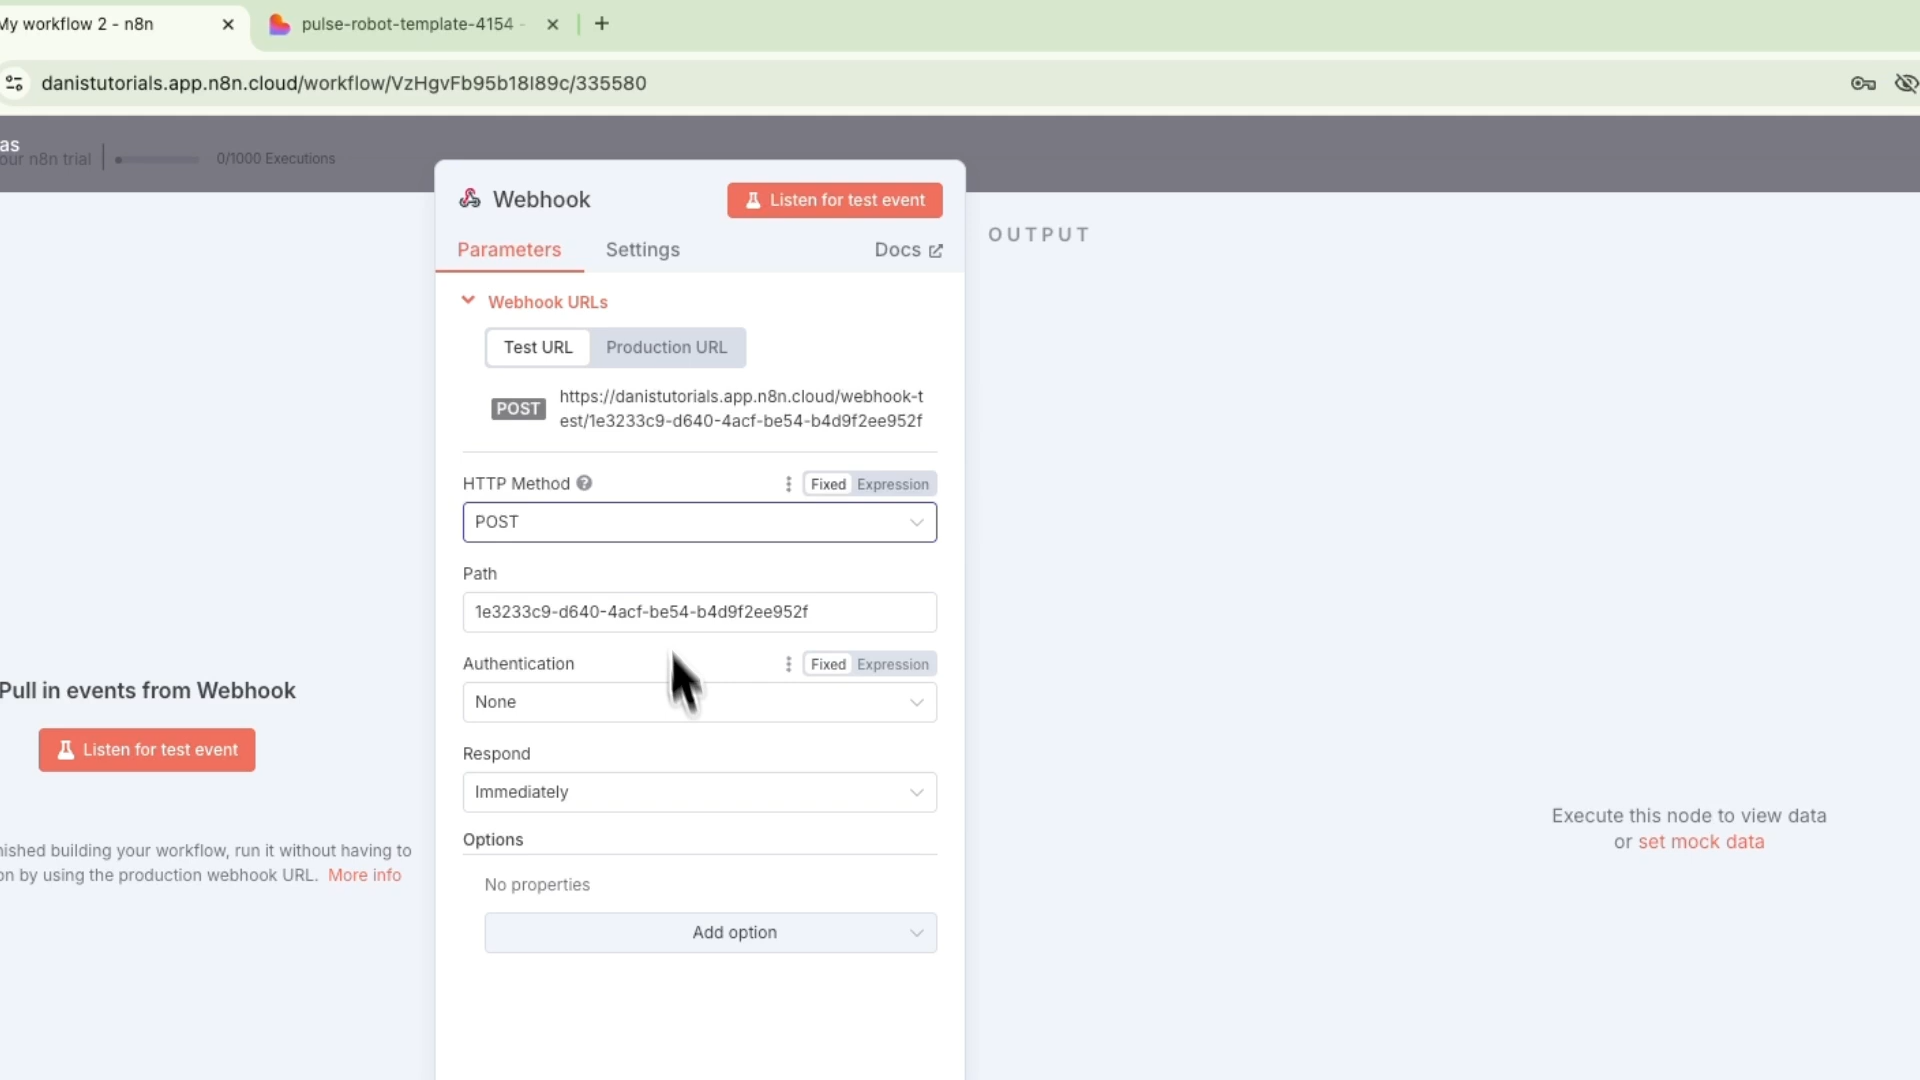 My workflow 2 - n8n
pulse-robot-template-4154 -
danistutorials.app.n8n.cloud/workflow/VzHgvFb95b18I89c/335580
as
our n8n trial
0/1000 Executions
Webhook
Listen for test event
Parameters
Settings
Docs
OUTPUT
Webhook URLs
Test URL
Production URL
POST
https://danistutorials.app.n8n.cloud/webhook-t
est/1e3233c9-d640-4acf-be54-b4d9f2ee952f
HTTP Method
Fixed
Expression
POST
Path
1e3233c9-d640-4acf-be54-b4d9f2ee952f
Authentication
Fixed
Expression
None
Respond
Immediately
Options
No properties
Add option
Pull in events from Webhook
Listen for test event
nished building your workflow, run it without having to
on by using the production webhook URL. More info
Execute this node to view data
or set mock data